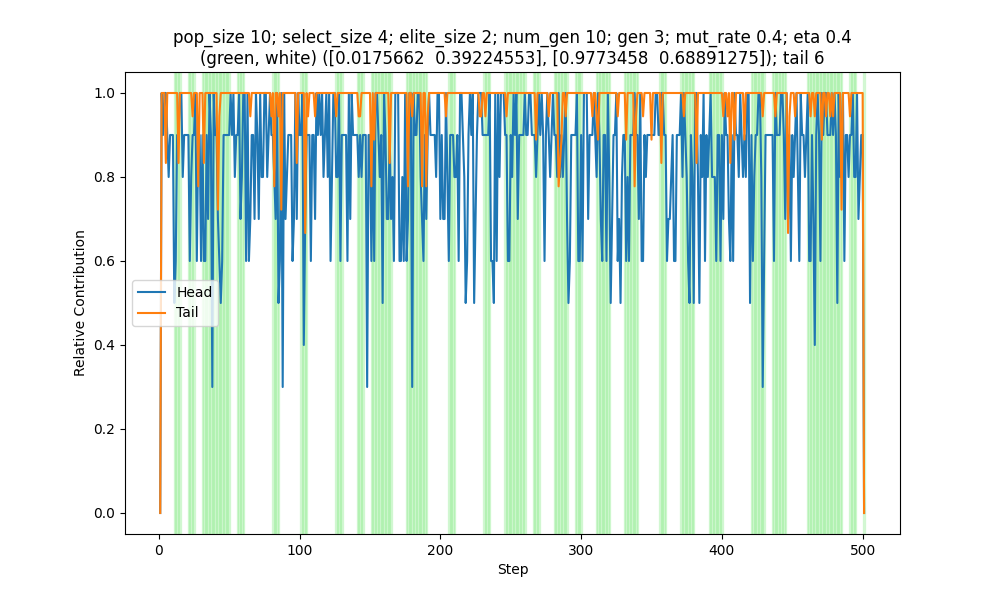 pop_size 10; select_size 4; elite_size 2; num_gen 10; gen 3; mut_rate 0.4; eta 0.4
(green, white) ([0.0175662  0.39224553], [0.9773458  0.68891275]); tail 6
1.0
0.8
0.6
0.4
0.2
0.0
Relative Contribution
Head
Tail
0
100
200
300
400
500
Step